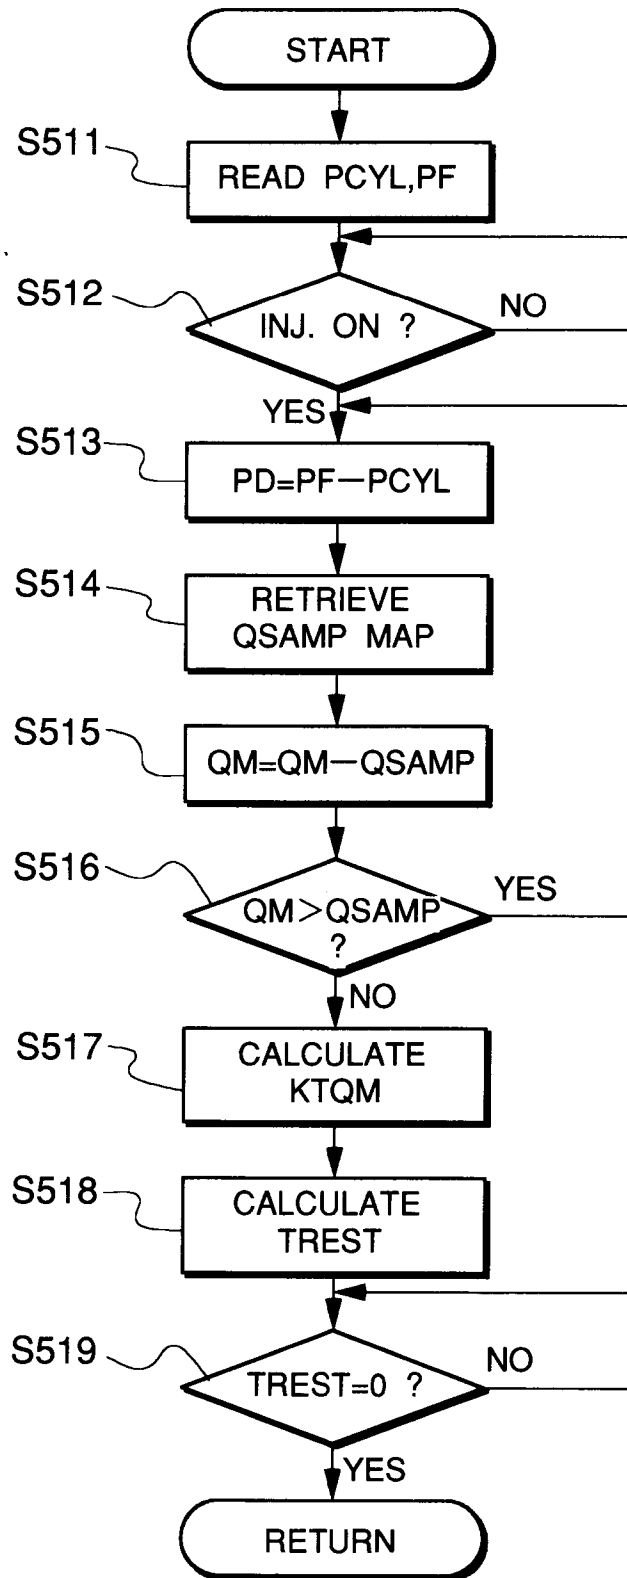 START
S511
READ PCYL,PF
S512
INJ. ON ?
NO
YES
S513
PD=PF－PCYL
S514
RETRIEVE
QSAMP MAP
S515
QM=QM－QSAMP
S516
QM>QSAMP
?
YES
NO
S517
CALCULATE
KTQM
S518
CALCULATE
TREST
S519
TREST=0 ?
NO
YES
RETURN